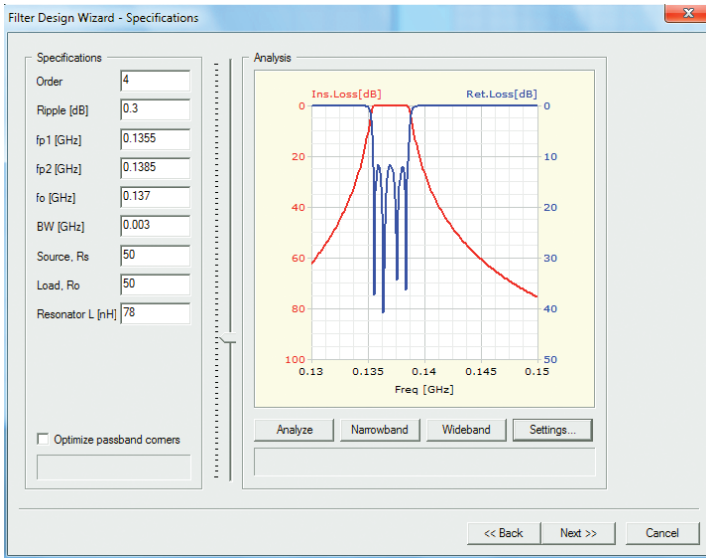 Filter Design Wizard - Specifications
Specifications
Order 4
Ripple [dB] 0.3
fp1 [GHz] 0.1355
fp2 [GHz] 0.1385
fo [GHz] 0.137
BW [GHz] 0.003
Source, Rs 50
Load, Ro 50
Resonator L [nH] 78
Optimize passband corners
Analysis
Ins.Loss[dB] Ret.Loss[dB]
0 0
20 10
40 20
60 30
80 40
100 50
0.13 0.135 0.14 0.145 0.15
Freq [GHz]
Analyze Narrowband Wideband Settings...
<< Back Next >> Cancel